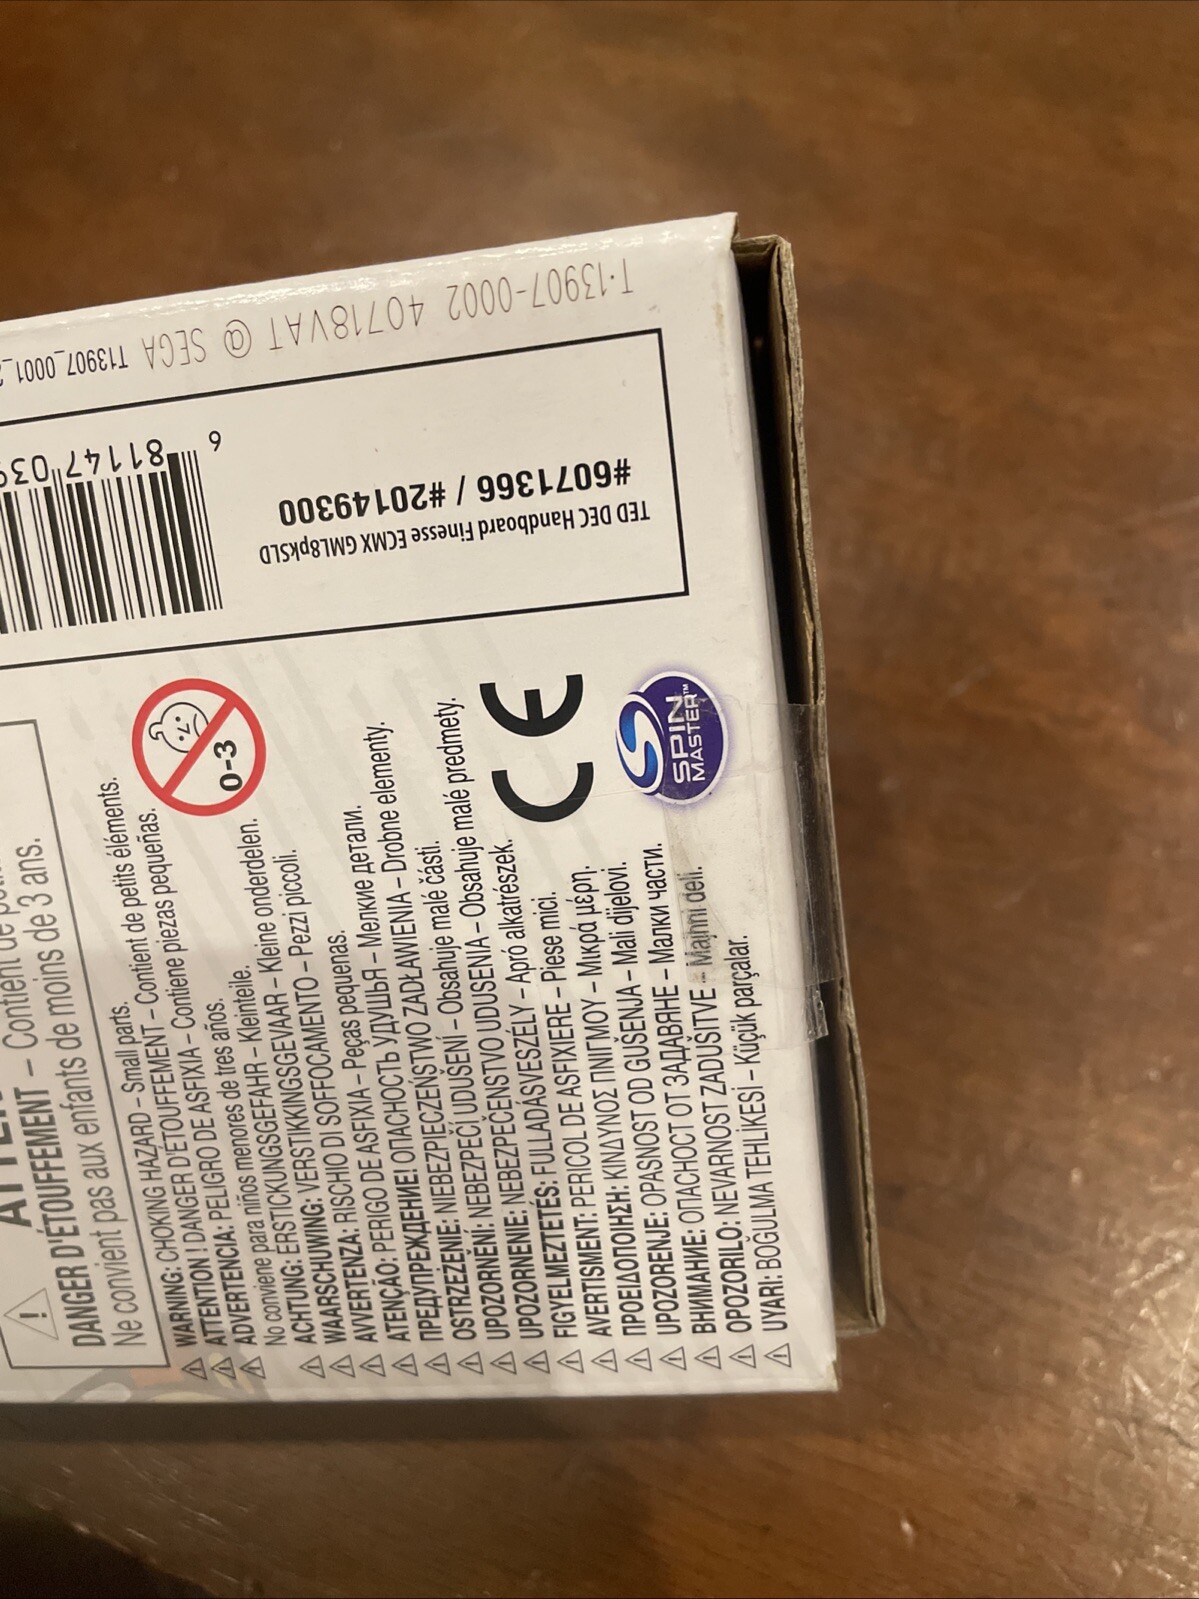 DANGER D'ÉTOUFFEMENT – Contient de
Ne convient pas aux enfants de moins de 3 ans.
WARNING: CHOKING HAZARD – Small parts.
ATTENTION ! DANGER D'ÉTOUFFEMENT – Contient de petits éléments.
ADVERTENCIA: PELIGRO DE ASFIXIA – Contiene piezas pequeñas.
No conviene para niños menores de tres años.
ACHTUNG: ERSTICKUNGSGEFAHR – Kleinteile.
WAARSCHUWING: VERSTIKKINGSGEVAAR – Kleine onderdelen.
AVVERTENZA: RISCHIO DI SOFFOCAMENTO – Pezzi piccoli.
ATENÇÃO: PERIGO DE ASFIXIA – Peças pequenas.
ПРЕДУПРЕЖДЕНИЕ! ОПАСНОСТЬ УДУШЬЯ – Мелкие детали.
OSTRZEŻENIE: NIEBEZPIECZEŃSTWO ZADŁAWIENIA – Drobne elementy.
UPOZORNĚNÍ: NEBEZPEČÍ UDUŠENÍ – Obsahuje malé části.
UPOZORNENIE: NEBEZPEČENSTVO UDUSENIA – Obsahuje malé predmety.
FIGYELMEZTETÉS: FULLADÁSVESZÉLY – Apró alkatrészek.
AVERTISMENT: PERICOL DE ASFIXIERE – Piese mici.
ΠΡΟΕΙΔΟΠΟΙΗΣΗ: ΚΙΝΔΥΝΟΣ ΠΝΙΓΜΟΥ – Μικρά μέρη.
UPOZORENJE: OPASNOST OD GUŠENJA – Mali dijelovi.
ВНИМАНИЕ: ОПАСНОСТ ОТ ЗАДАВЯНЕ – Малки части.
OPOZORILO: NEVARNOST ZADUŠITVE – Majhni deli.
UYARI: BOĞULMA TEHLİKESİ – Küçük parçalar.
0-3
CE
SPIN
MASTER™
TED DEC Handboard Finesse ECMX GML8pkSLD
#6071366 / #20149300
6 81147 03
T-13907-0002 40718VAT @ SEGA T13907_0001_